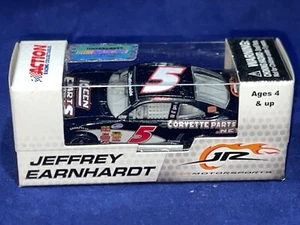 ACTION
5
Ages 4
& up
CORVETTE PARTS
5
JEFFREY
EARNHARDT
JR
MOTORSPORTS